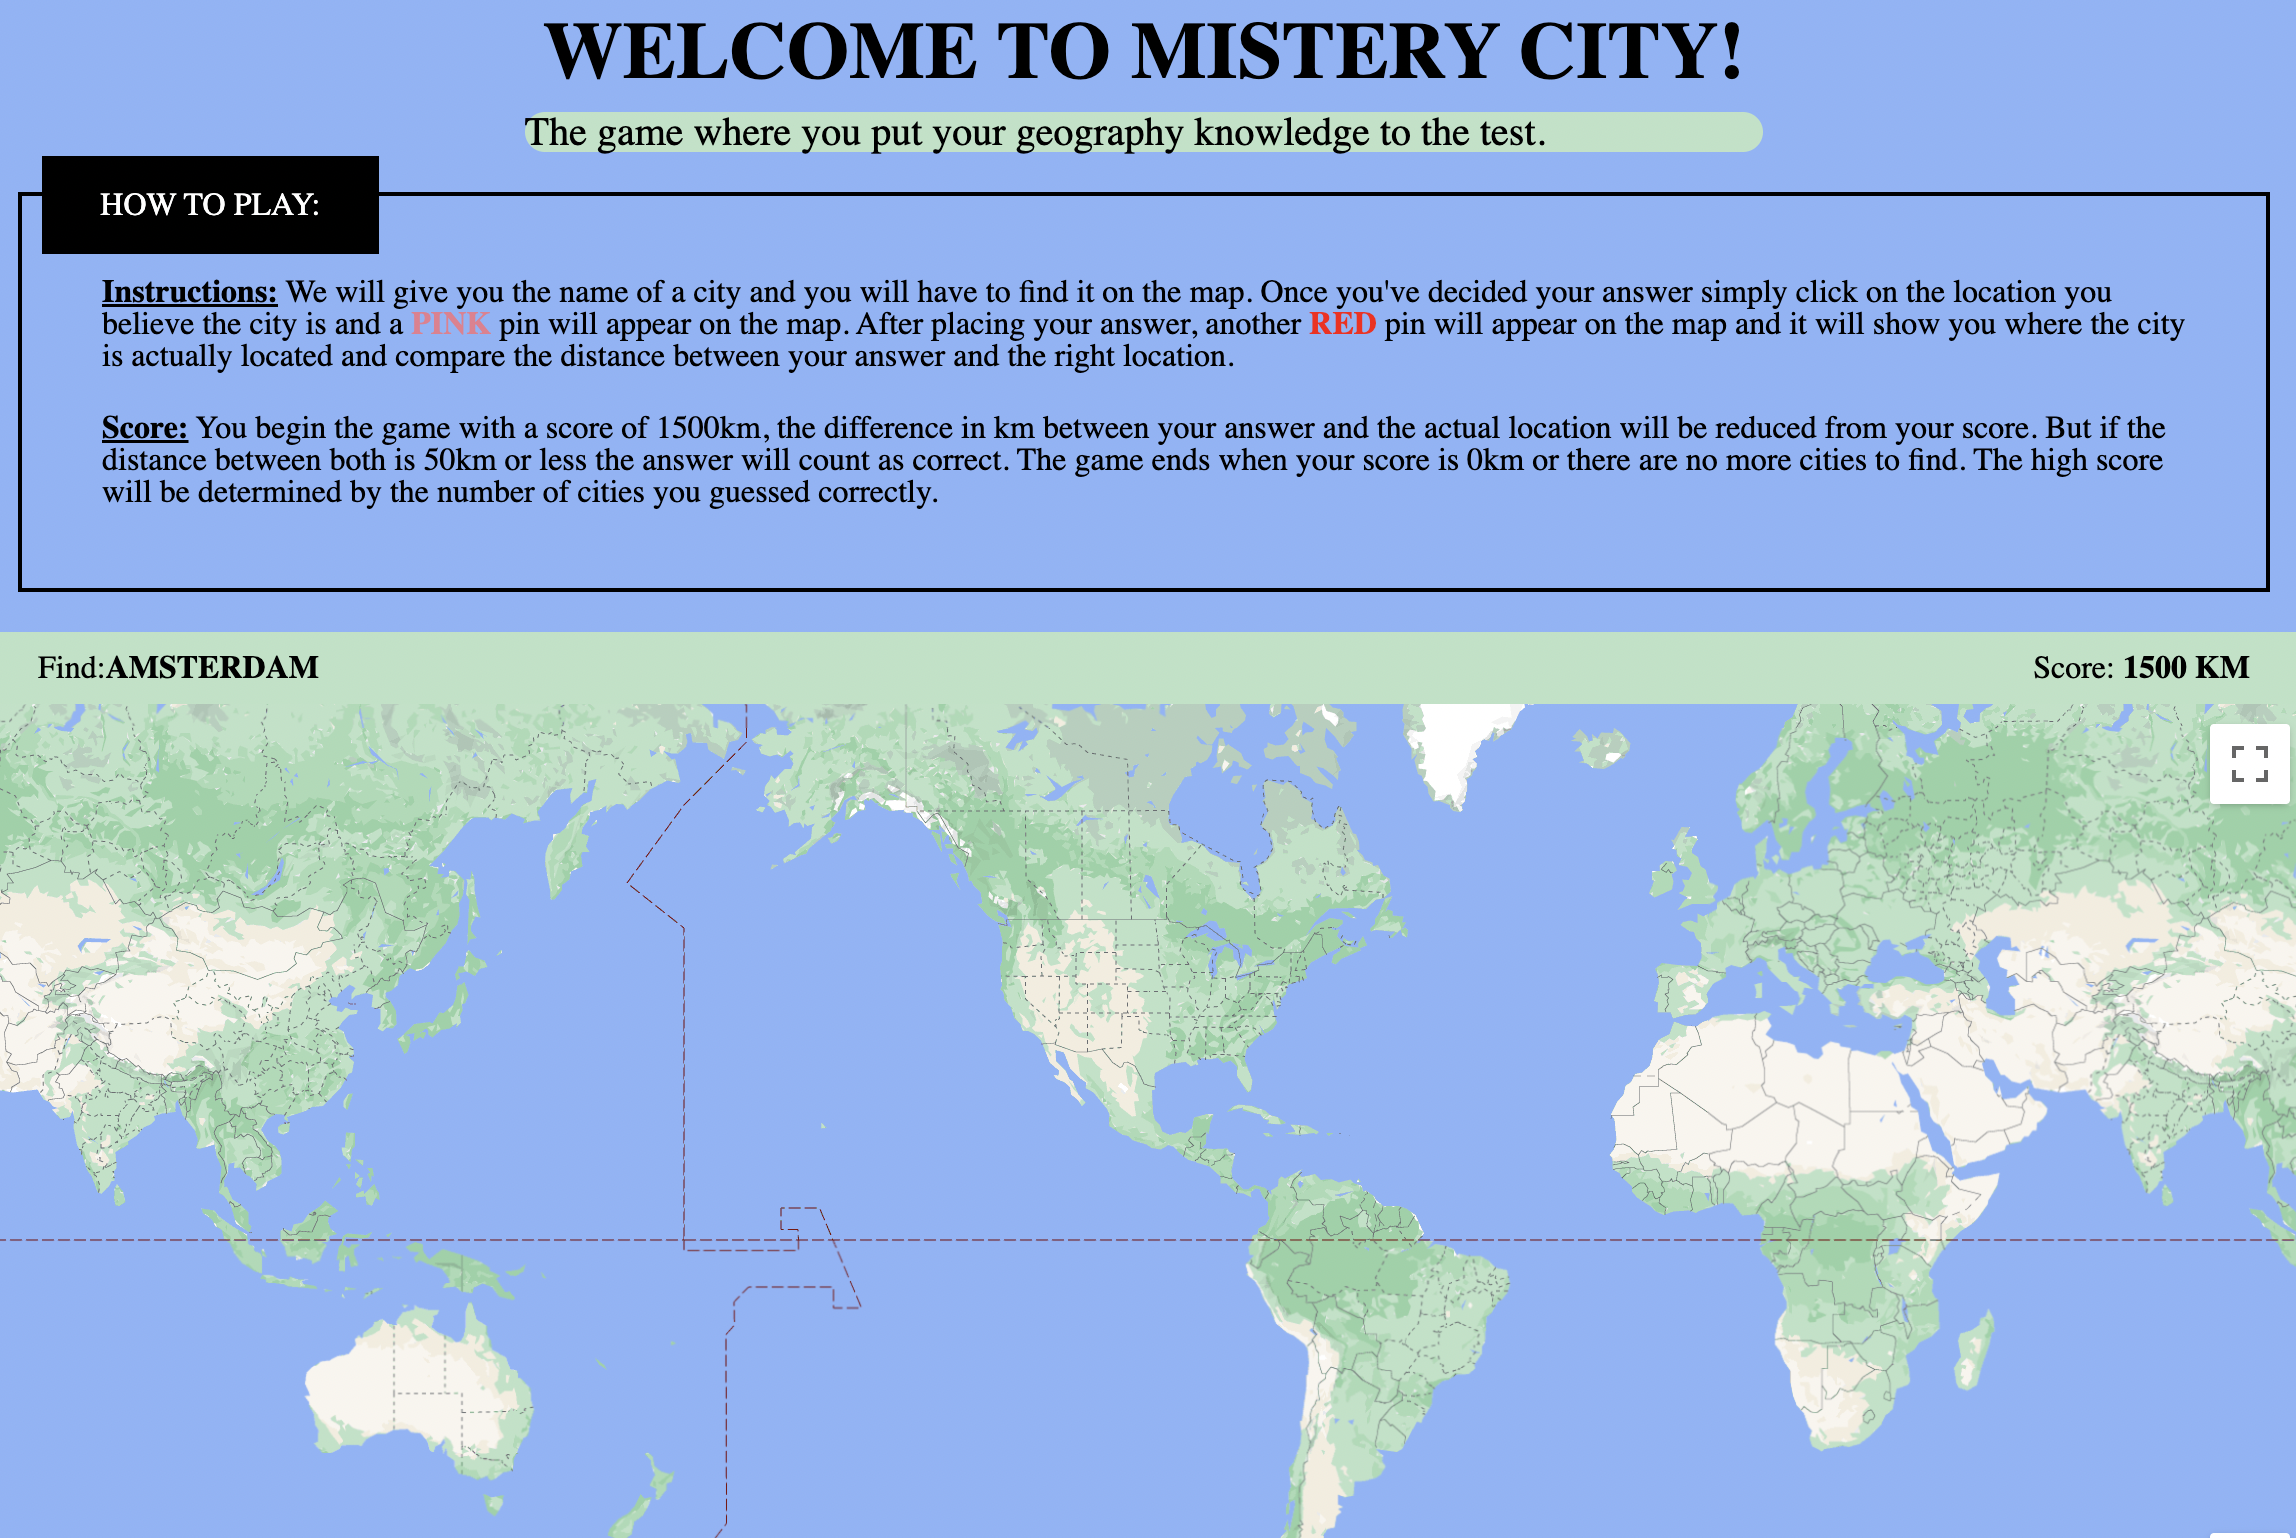 WELCOME TO MISTERY CITY!
The game where you put your geography knowledge to the test.
HOW TO PLAY:
Instructions: We will give you the name of a city and you will have to find it on the map. Once you've decided your answer simply click on the location you
believe the city is and a PINK pin will appear on the map. After placing your answer, another RED pin will appear on the map and it will show you where the city
is actually located and compare the distance between your answer and the right location.
Score: You begin the game with a score of 1500km, the difference in km between your answer and the actual location will be reduced from your score. But if the
distance between both is 50km or less the answer will count as correct. The game ends when your score is 0km or there are no more cities to find. The high score
will be determined by the number of cities you guessed correctly.
Find:AMSTERDAM
Score: 1500 KM